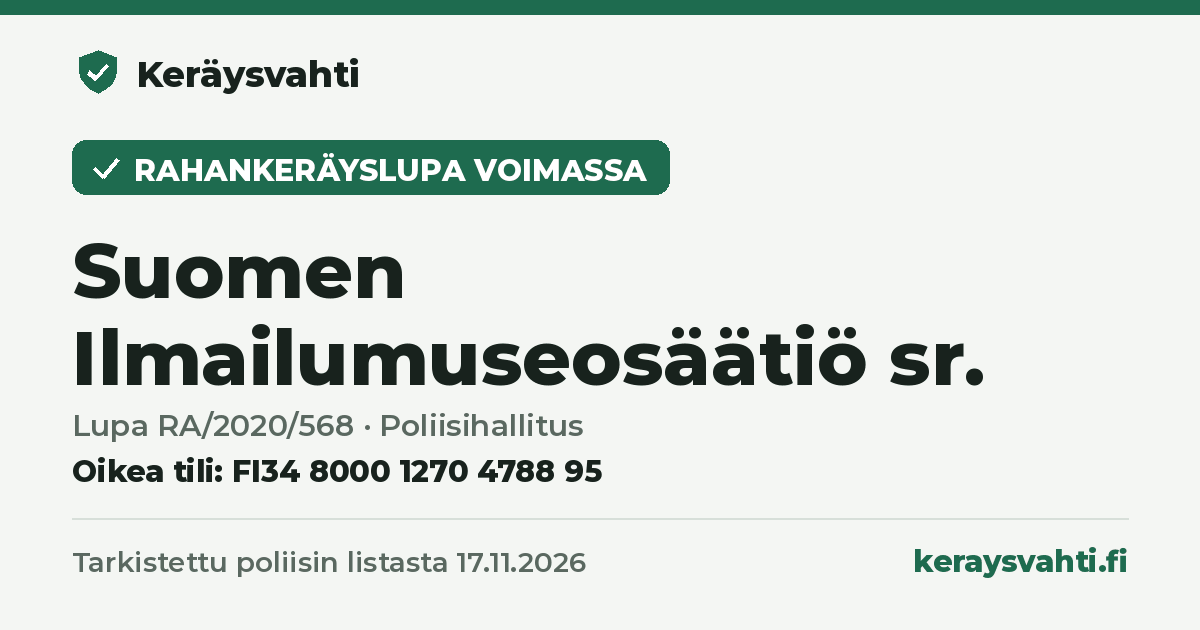 Keräysvahti
RAHANKERÄYSLUPA VOIMASSA
Suomen
Ilmailumuseosäätiö sr.
Lupa RA/2020/568 · Poliisihallitus
Oikea tili: FI34 8000 1270 4788 95
Tarkistettu poliisin listasta 17.11.2026
keraysvahti.fi